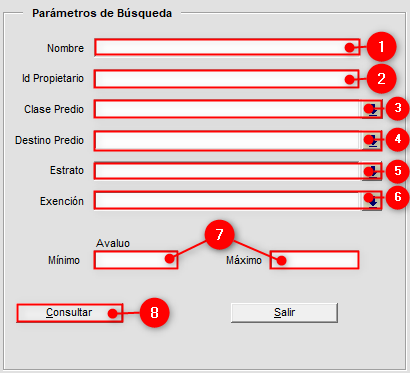 Parámetros de Búsqueda
Nombre 1
Id Propietario 2
Clase Predio 3
Destino Predio 4
Estrato 5
Exención 6
Avaluo 7
Mínimo Máximo
Consultar 8 Salir